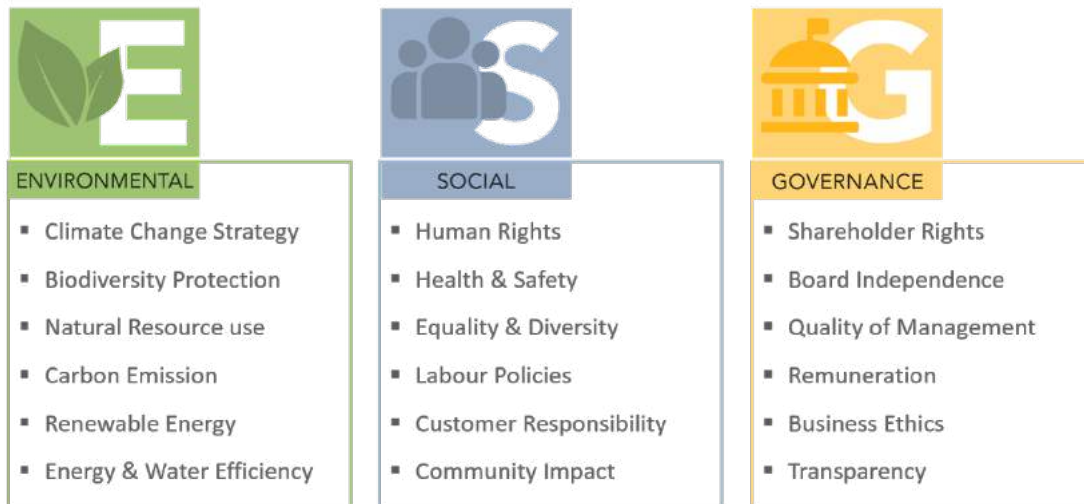 E
ENVIRONMENTAL
▪ Climate Change Strategy
▪ Biodiversity Protection
▪ Natural Resource use
▪ Carbon Emission
▪ Renewable Energy
▪ Energy & Water Efficiency
S
SOCIAL
▪ Human Rights
▪ Health & Safety
▪ Equality & Diversity
▪ Labour Policies
▪ Customer Responsibility
▪ Community Impact
G
GOVERNANCE
▪ Shareholder Rights
▪ Board Independence
▪ Quality of Management
▪ Remuneration
▪ Business Ethics
▪ Transparency